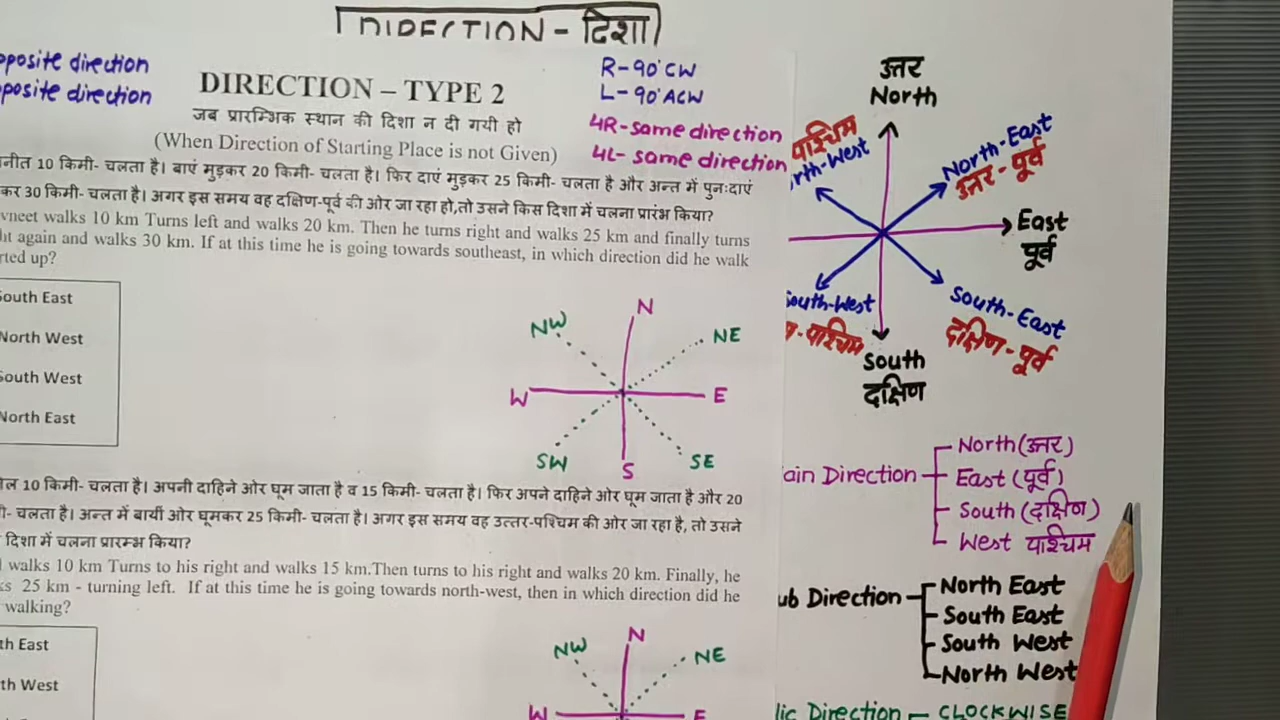 DIRECTION - दिशा
pposite direction
pposite direction
DIRECTION – TYPE 2
जब प्रारम्भिक स्थान की दिशा न दी गयी हो
(When Direction of Starting Place is not Given)
R-90°CW
L-90°ACW
4R-same direction
4L- same direction
नीत 10 किमी- चलता है। बाएं मुड़कर 20 किमी- चलता है। फिर दाएं मुड़कर 25 किमी- चलता है और अन्त में पुनःदाएं
कर 30 किमी- चलता है। अगर इस समय वह दक्षिण-पूर्व की ओर जा रहा हो,तो उसने किस दिशा में चलना प्रारंभ किया?
vneet walks 10 km Turns left and walks 20 km. Then he turns right and walks 25 km and finally turns
ht again and walks 30 km. If at this time he is going towards southeast, in which direction did he walk
rted up?
South East
North West
South West
North East
N
NW
NE
W
E
SW
S
SE
ल 10 किमी- चलता है। अपनी दाहिने ओर घूम जाता है व 15 किमी- चलता है। फिर अपने दाहिने ओर घूम जाता है और 20
ी- चलता है। अन्त में बायीं ओर घूमकर 25 किमी- चलता है। अगर इस समय वह उत्तर-पश्चिम की ओर जा रहा है, तो उसने
दिशा में चलना प्रारम्भ किया?
walks 10 km Turns to his right and walks 15 km.Then turns to his right and walks 20 km. Finally, he
ks 25 km - turning left. If at this time he is going towards north-west, then in which direction did he
walking?
th East
th West
N
NW
NE
W
E
उत्तर
North
पाश्चिम
rth-West
North-East
उत्तर-पूर्व
East
पूर्व
South-West
पाश्चिम
South-East
दक्षिण-पूर्व
South
दक्षिण
ain Direction
North(उत्तर)
East (पूर्व)
South (दक्षिण)
West पाश्चिम
ub Direction
North East
South East
South West
North West
lic Direction – CLOCKWISE